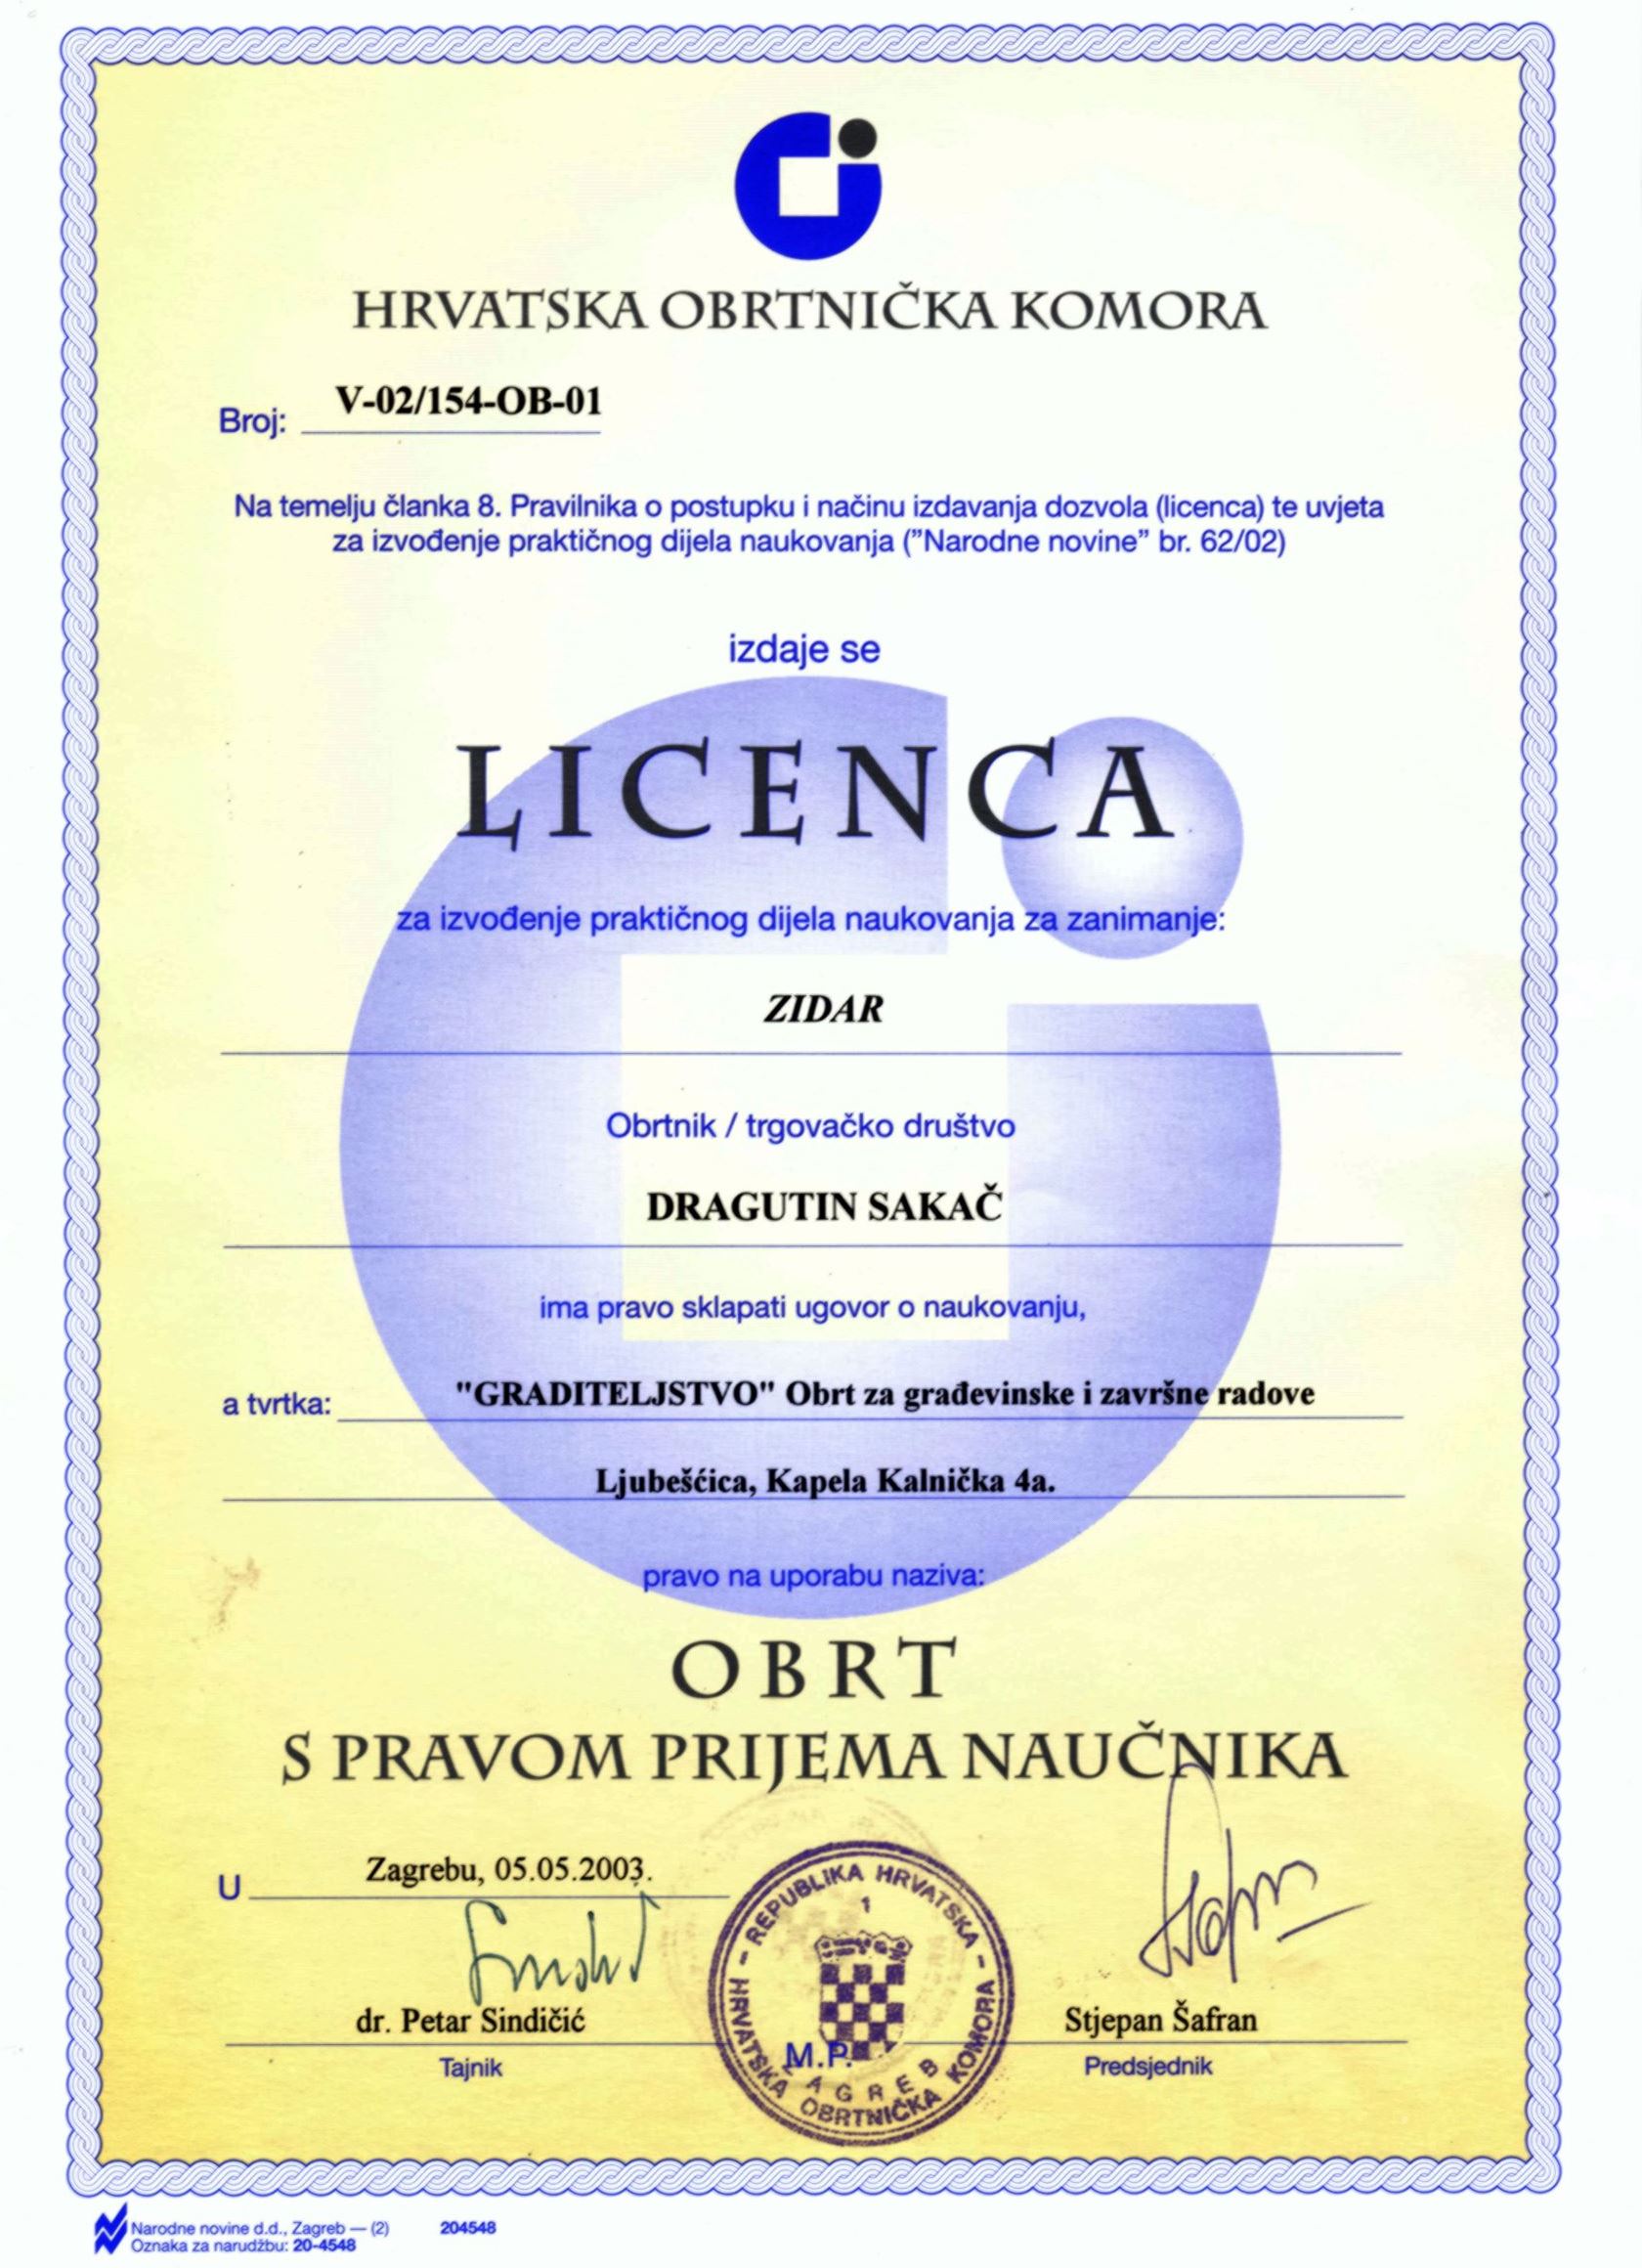 HRVATSKA OBRTNIČKA KOMORA
Broj: V-02/154-OB-01
Na temelju članka 8. Pravilnika o postupku i načinu izdavanja dozvola (licenca) te uvjeta
za izvođenje praktičnog dijela naukovanja (”Narodne novine” br. 62/02)
izdaje se
LICENCA
za izvođenje praktičnog dijela naukovanja za zanimanje:
ZIDAR
Obrtnik / trgovačko društvo
DRAGUTIN SAKAČ
ima pravo sklapati ugovor o naukovanju,
a tvrtka: "GRADITELJSTVO" Obrt za građevinske i završne radove
Ljubešćica, Kapela Kalnička 4a.
pravo na uporabu naziva:
OBRT
S PRAVOM PRIJEMA NAUČNIKA
U Zagrebu, 05.05.2003.
REPUBLIKA HRVATSKA
1
HRVATSKA OBRTNIČKA KOMORA
ZAGREB
dr. Petar Sindičić
Stjepan Šafran
M.P.
Tajnik
Predsjednik
Narodne novine d.d., Zagreb — (2) 204548
Oznaka za narudžbu: 20-4548